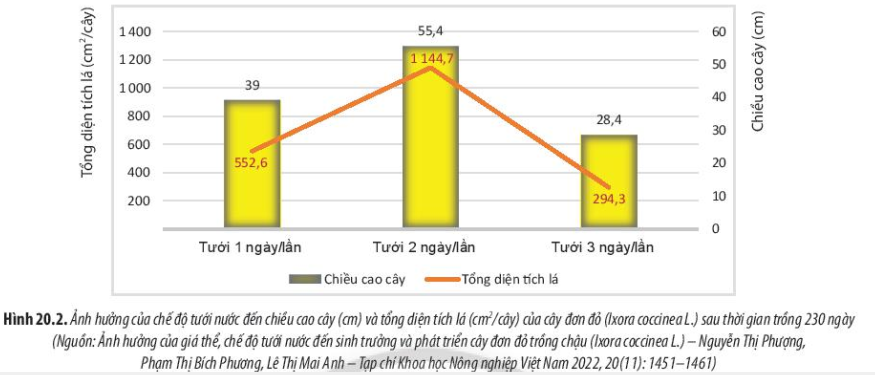 Tổng diện tích lá (cm²/cây)
1 400
1 200
1 000
800
600
400
200
39
55,4
28,4
552,6
1 144,7
294,3
60
50
40
30
20
10
0
Chiều cao cây (cm)
Tưới 1 ngày/lần Tưới 2 ngày/lần Tưới 3 ngày/lần
Chiều cao cây Tổng diện tích lá
Hình 20.2. Ảnh hưởng của chế độ tưới nước đến chiều cao cây (cm) và tổng diện tích lá (cm²/cây) của cây đơn đỏ (Ixora coccinea L.) sau thời gian trồng 230 ngày
(Nguồn: Ảnh hưởng của giá thể, chế độ tưới nước đến sinh trưởng và phát triển cây đơn đỏ trồng chậu (Ixora coccinea L.) – Nguyễn Thị Phượng,
Phạm Thị Bích Phương, Lê Thị Mai Anh – Tạp chí Khoa học Nông nghiệp Việt Nam 2022, 20(11): 1451–1461)